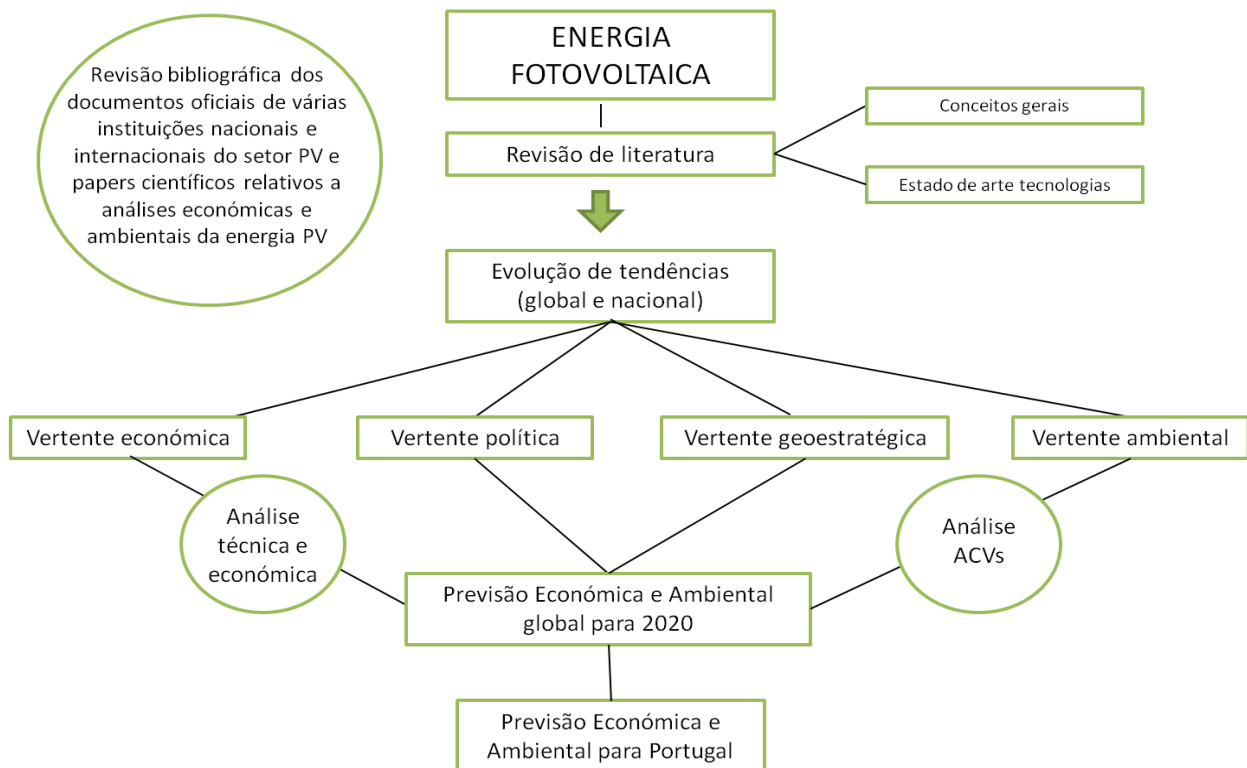 Revisão bibliográfica dos
documentos oficiais de várias
instituições nacionais e
internacionais do setor PV e
papers científicos relativos a
análises económicas e
ambientais da energia PV
ENERGIA
FOTOVOLTAICA
Revisão de literatura
Conceitos gerais
Estado de arte tecnologias
Evolução de tendências
(global e nacional)
Vertente económica
Vertente política
Vertente geoestratégica
Vertente ambiental
Análise
técnica e
económica
Análise
ACVs
Previsão Económica e Ambiental
global para 2020
Previsão Económica e
Ambiental para Portugal